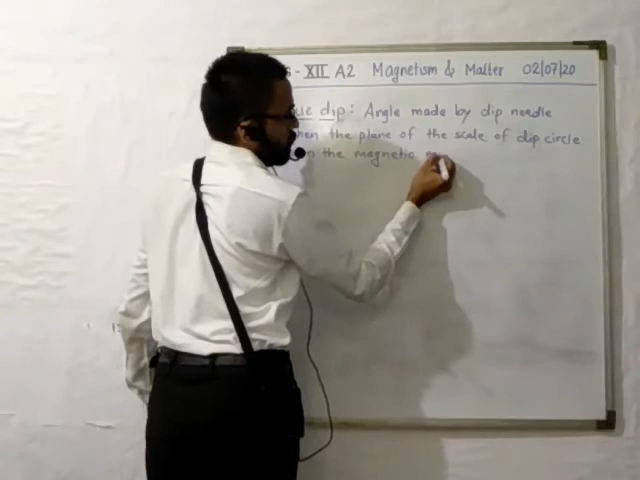 - XII A2 Magnetism & Matter 02/07/20
dip: Angle made by dip needle
the plane of the scale of dip circle
the magnetic